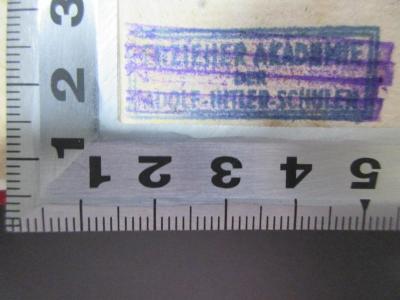 ERZIEHER AKADEMIE
DER
ADOLF-HITLER-SCHULEN
3
2
1
1 2 3 4 5